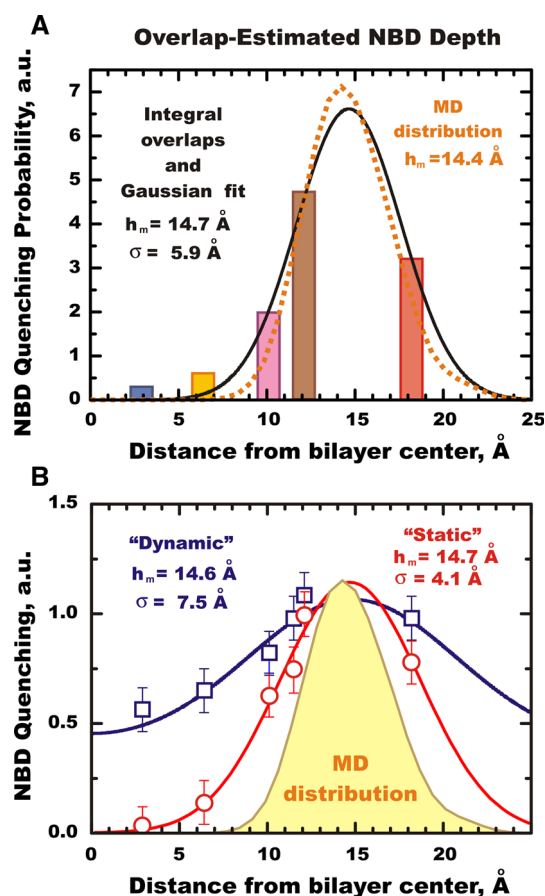 A
Overlap-Estimated NBD Depth
NBD Quenching Probability, a.u.
7
6
5
4
3
2
1
0
Integral
overlaps
and
Gaussian fit
hm = 14.7 Å
σ = 5.9 Å
MD
distribution
hm =14.4 Å
0 5 10 15 20 25
Distance from bilayer center, Å
B
NBD Quenching, a.u.
1.5
1.0
0.5
0.0
“Dynamic”
hm = 14.6 Å
σ = 7.5 Å
“Static”
hm = 14.7 Å
σ = 4.1 Å
MD
distribution
0 5 10 15 20
Distance from bilayer center, Å